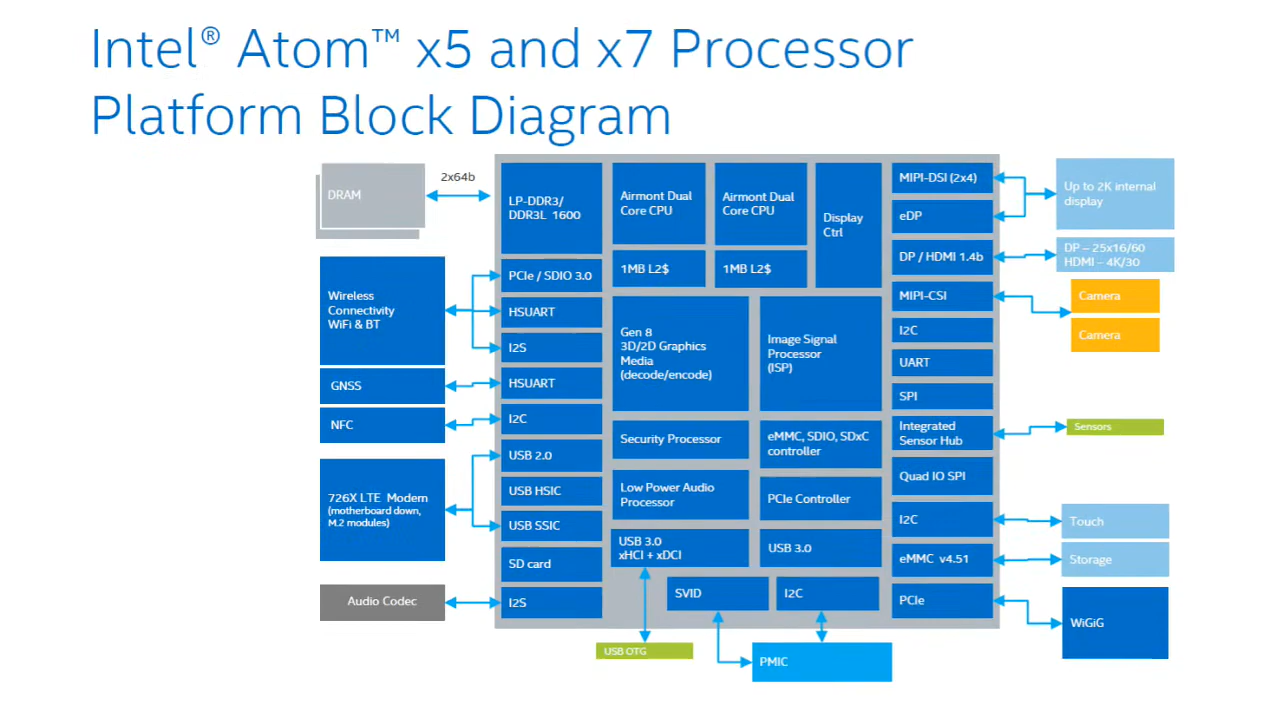 Intel® Atom™ x5 and x7 Processor
Platform Block Diagram
DRAM
2x64b
Wireless
Connectivity
WiFi & BT
GNSS
NFC
726X LTE Modem
(motherboard down,
M.2 modules)
Audio Codec
LP-DDR3/
DDR3L 1600
PCIe / SDIO 3.0
HSUART
I2S
HSUART
I2C
USB 2.0
USB HSIC
USB SSIC
SD card
I2S
Airmont Dual
Core CPU
Airmont Dual
Core CPU
1MB L2$
1MB L2$
Display
Ctrl
Gen 8
3D/2D Graphics
Media
(decode/encode)
Image Signal
Processor
(ISP)
Security Processor
eMMC, SDIO, SDxC
controller
Low Power Audio
Processor
PCIe Controller
USB 3.0
xHCI + xDCI
USB 3.0
SVID
I2C
USB OTG
PMIC
MIPI-DSI (2x4)
eDP
DP / HDMI 1.4b
MIPI-CSI
I2C
UART
SPI
Integrated
Sensor Hub
Quad IO SPI
I2C
eMMC v4.51
PCIe
Up to 2K internal
display
DP – 25x16/60
HDMI – 4K/30
Camera
Camera
Sensors
Touch
Storage
WiGiG